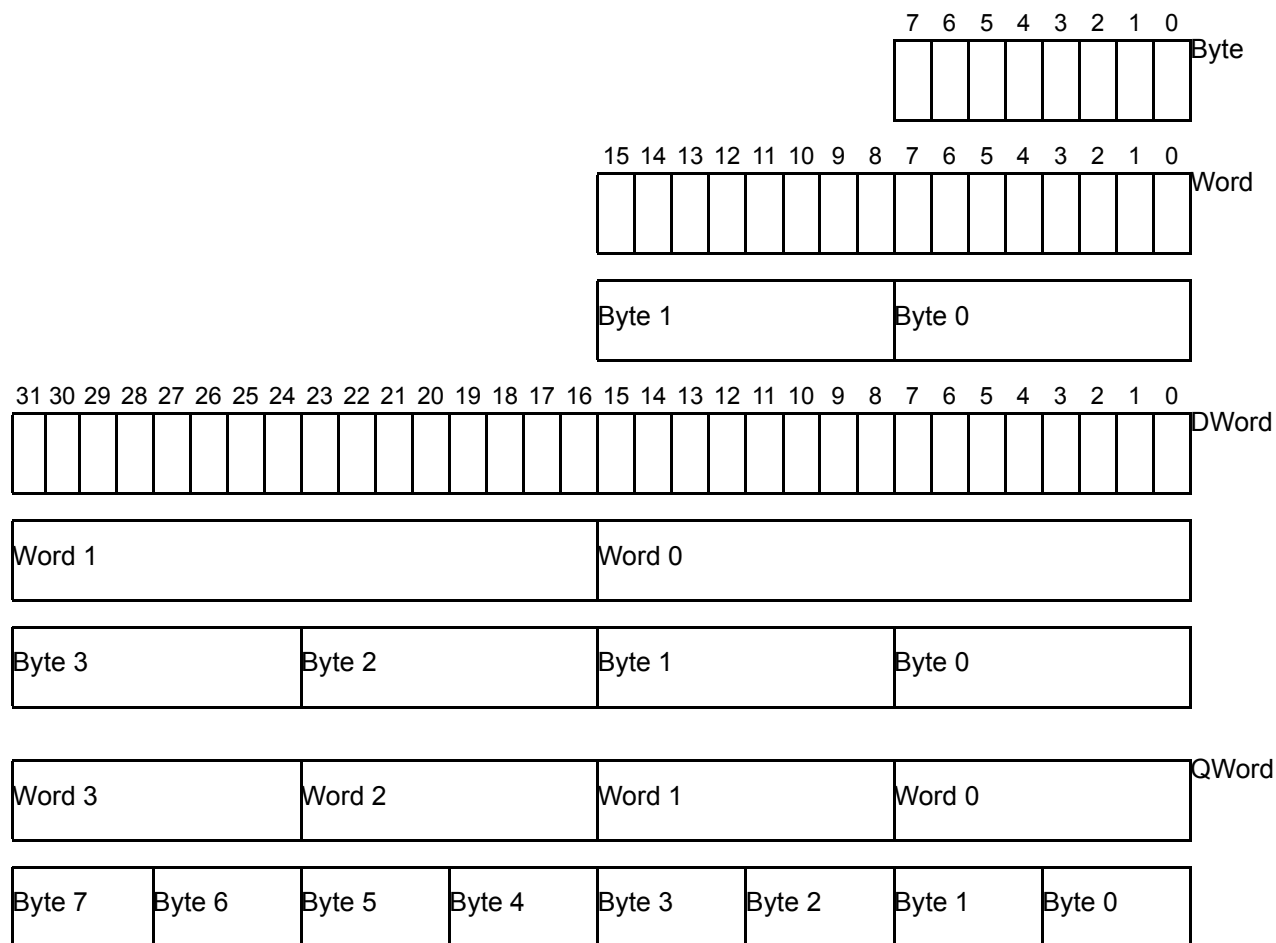 7 6 5 4 3 2 1 0
Byte
15 14 13 12 11 10 9 8 7 6 5 4 3 2 1 0
Word
Byte 1 Byte 0
31 30 29 28 27 26 25 24 23 22 21 20 19 18 17 16 15 14 13 12 11 10 9 8 7 6 5 4 3 2 1 0
DWord
Word 1 Word 0
Byte 3 Byte 2 Byte 1 Byte 0
QWord
Word 3 Word 2 Word 1 Word 0
Byte 7 Byte 6 Byte 5 Byte 4 Byte 3 Byte 2 Byte 1 Byte 0